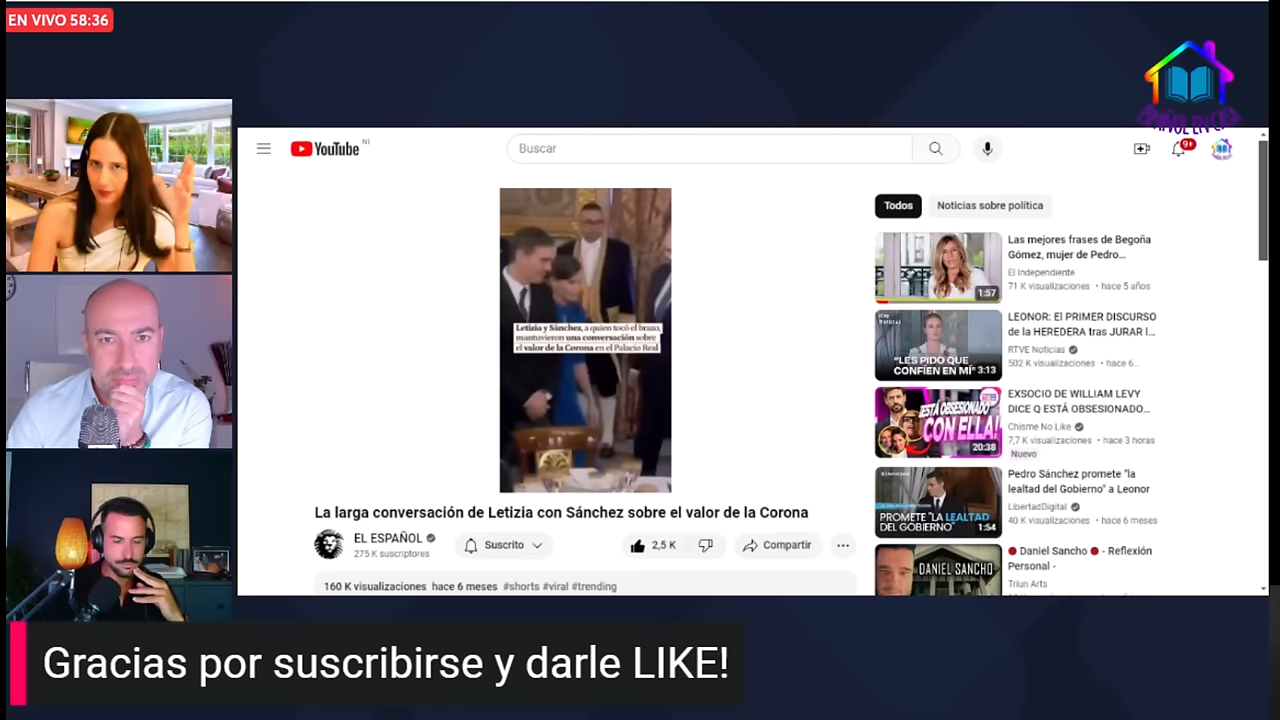 EN VIVO 58:36
YouTube
NI
Buscar
9+
Todos
Noticias sobre política
Letizia y Sánchez, a quien tocó el brazo,
mantuvieron una conversación sobre
el valor de la Corona en el Palacio Real
La larga conversación de Letizia con Sánchez sobre el valor de la Corona
EL ESPAÑOL
275 K suscriptores
Suscrito
2,5 K
Compartir
160 K visualizaciones hace 6 meses #shorts #viral #trending
1:57
Las mejores frases de Begoña
Gómez, mujer de Pedro...
El Independiente
71 K visualizaciones • hace 5 años
"LES PIDO QUE
CONFÍEN EN MÍ"
3:13
LEONOR: El PRIMER DISCURSO
de la HEREDERA tras JURAR l...
RTVE Noticias
502 K visualizaciones • hace 6...
¡ESTÁ OBSESIONADO
CON ELLA!
20:38
EXSOCIO DE WILLIAM LEVY
DICE Q ESTÁ OBSESIONADO...
Chisme No Like
7,7 K visualizaciones • hace 3 horas
Nuevo
PROMETE "LA LEALTAD
DEL GOBIERNO"
1:54
Pedro Sánchez promete "la
lealtad del Gobierno" a Leonor
LibertadDigital
40 K visualizaciones • hace 6 meses
DANIEL SANCHO
Daniel Sancho - Reflexión
Personal -
Triun Arts
Gracias por suscribirse y darle LIKE!